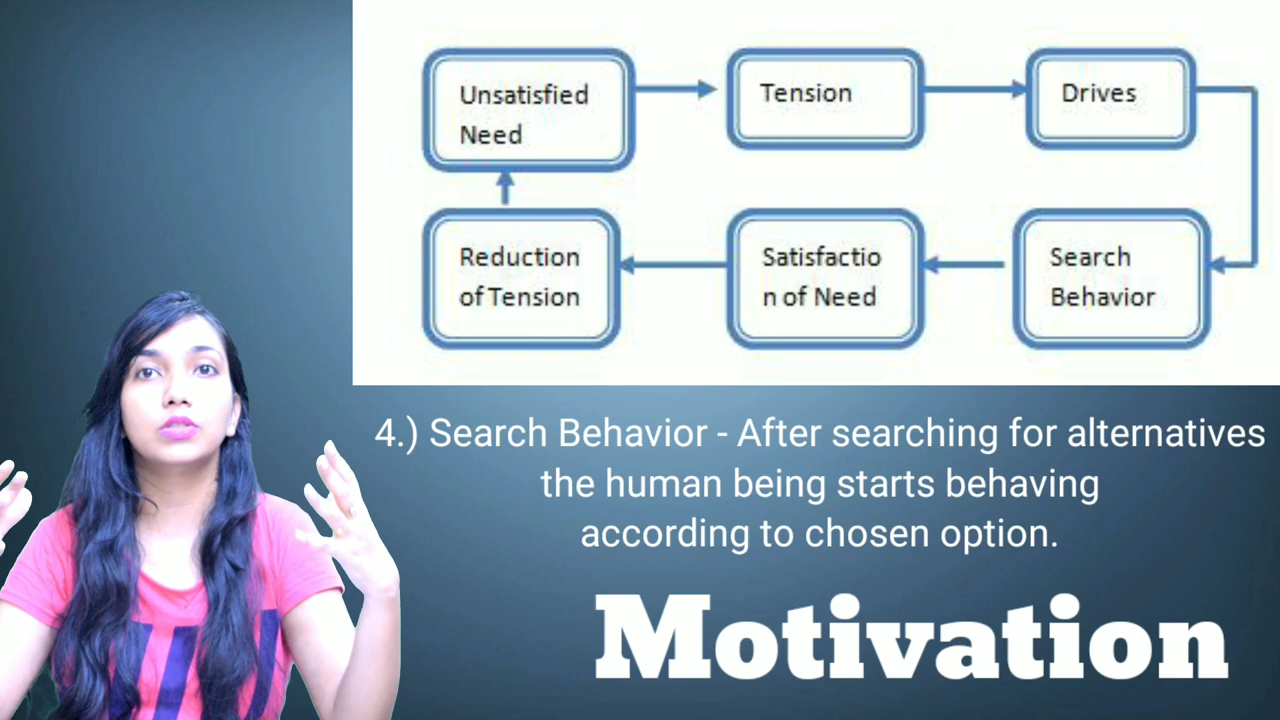 Unsatisfied
Need
Tension
Drives
Reduction
of Tension
Satisfactio
n of Need
Search
Behavior
4.) Search Behavior - After searching for alternatives
the human being starts behaving
according to chosen option.
Motivation